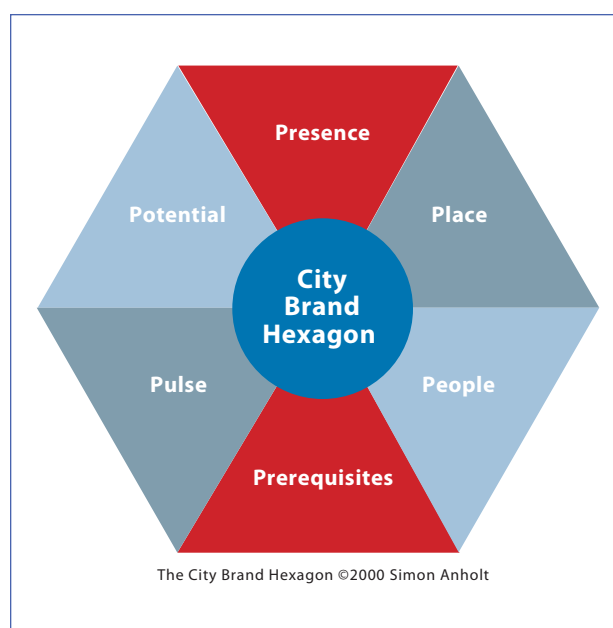 Presence
Potential
Place
City
Brand
Hexagon
Pulse
People
Prerequisites
The City Brand Hexagon ©2000 Simon Anholt